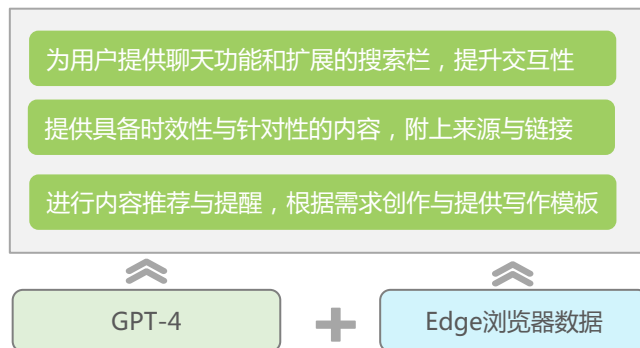 为用户提供聊天功能和扩展的搜索栏，提升交互性
提供具备时效性与针对性的内容，附上来源与链接
进行内容推荐与提醒，根据需求创作与提供写作模板
GPT-4
Edge浏览器数据